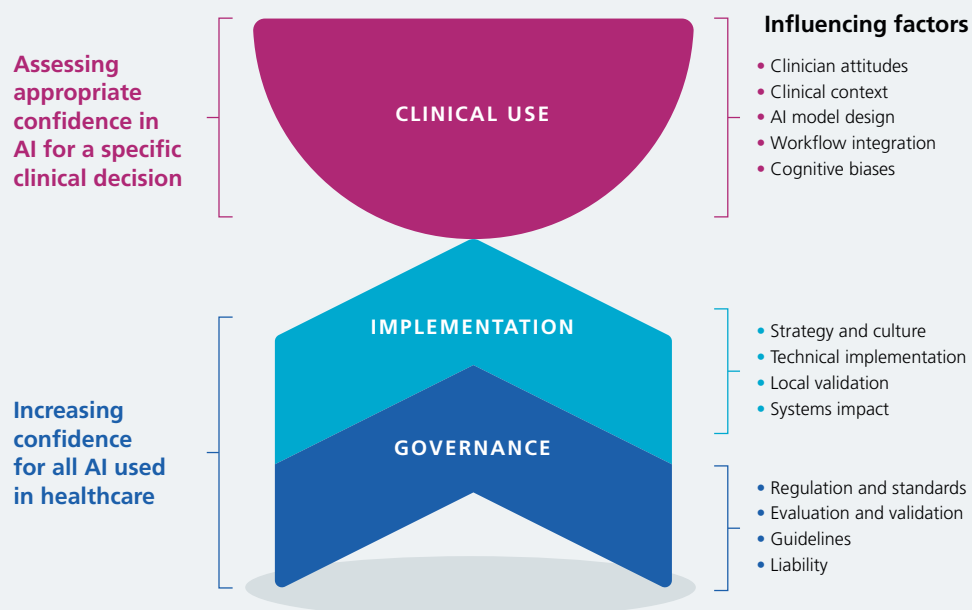 Assessing
appropriate
confidence in
AI for a specific
clinical decision
CLINICAL USE
Influencing factors
• Clinician attitudes
• Clinical context
• AI model design
• Workflow integration
• Cognitive biases
Increasing
confidence
for all AI used
in healthcare
IMPLEMENTATION
• Strategy and culture
• Technical implementation
• Local validation
• Systems impact
GOVERNANCE
• Regulation and standards
• Evaluation and validation
• Guidelines
• Liability